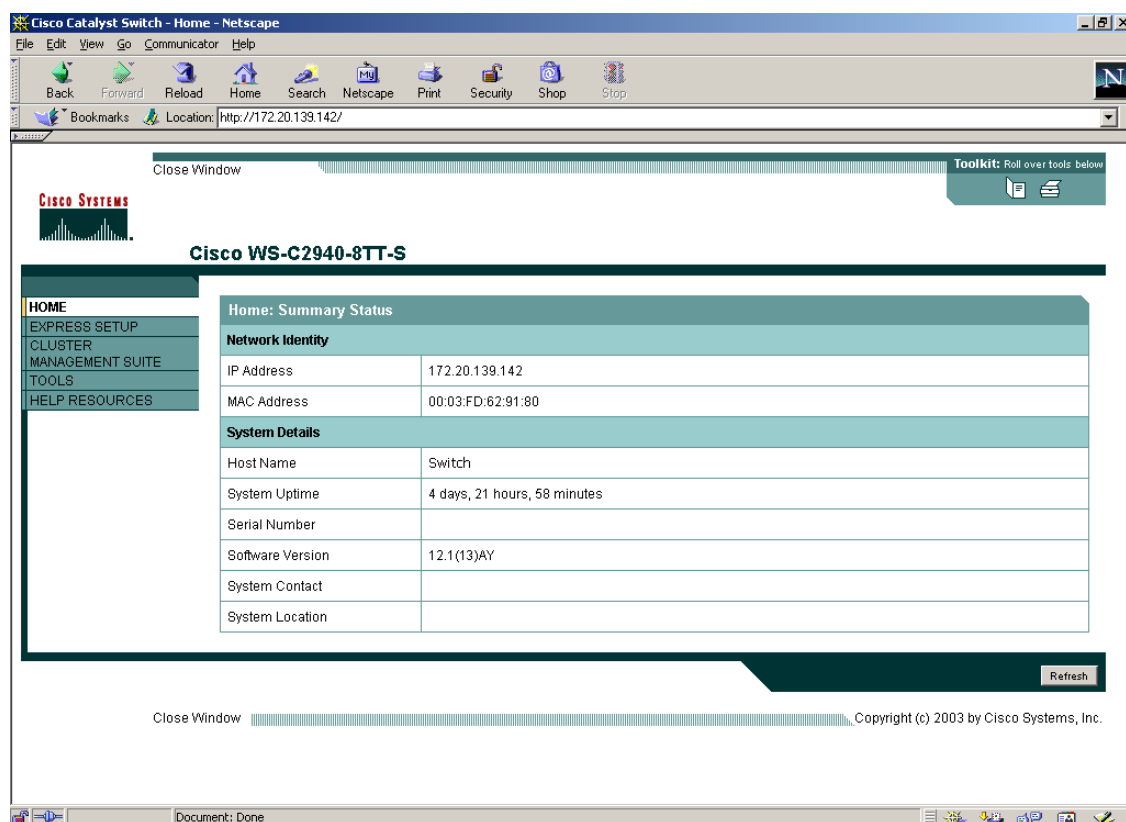 Cisco Catalyst Switch - Home - Netscape
File Edit View Go Communicator Help
Back Forward Reload Home Search Netscape Print Security Shop Stop
My
N
Bookmarks Location: http://172.20.139.142/
Close Window
Toolkit: Roll over tools below
CISCO SYSTEMS
Cisco WS-C2940-8TT-S
HOME
EXPRESS SETUP
CLUSTER
MANAGEMENT SUITE
TOOLS
HELP RESOURCES
Home: Summary Status
Network Identity
IP Address 172.20.139.142
MAC Address 00:03:FD:62:91:80
System Details
Host Name Switch
System Uptime 4 days, 21 hours, 58 minutes
Serial Number
Software Version 12.1(13)AY
System Contact
System Location
Refresh
Close Window Copyright (c) 2003 by Cisco Systems, Inc.
Document: Done